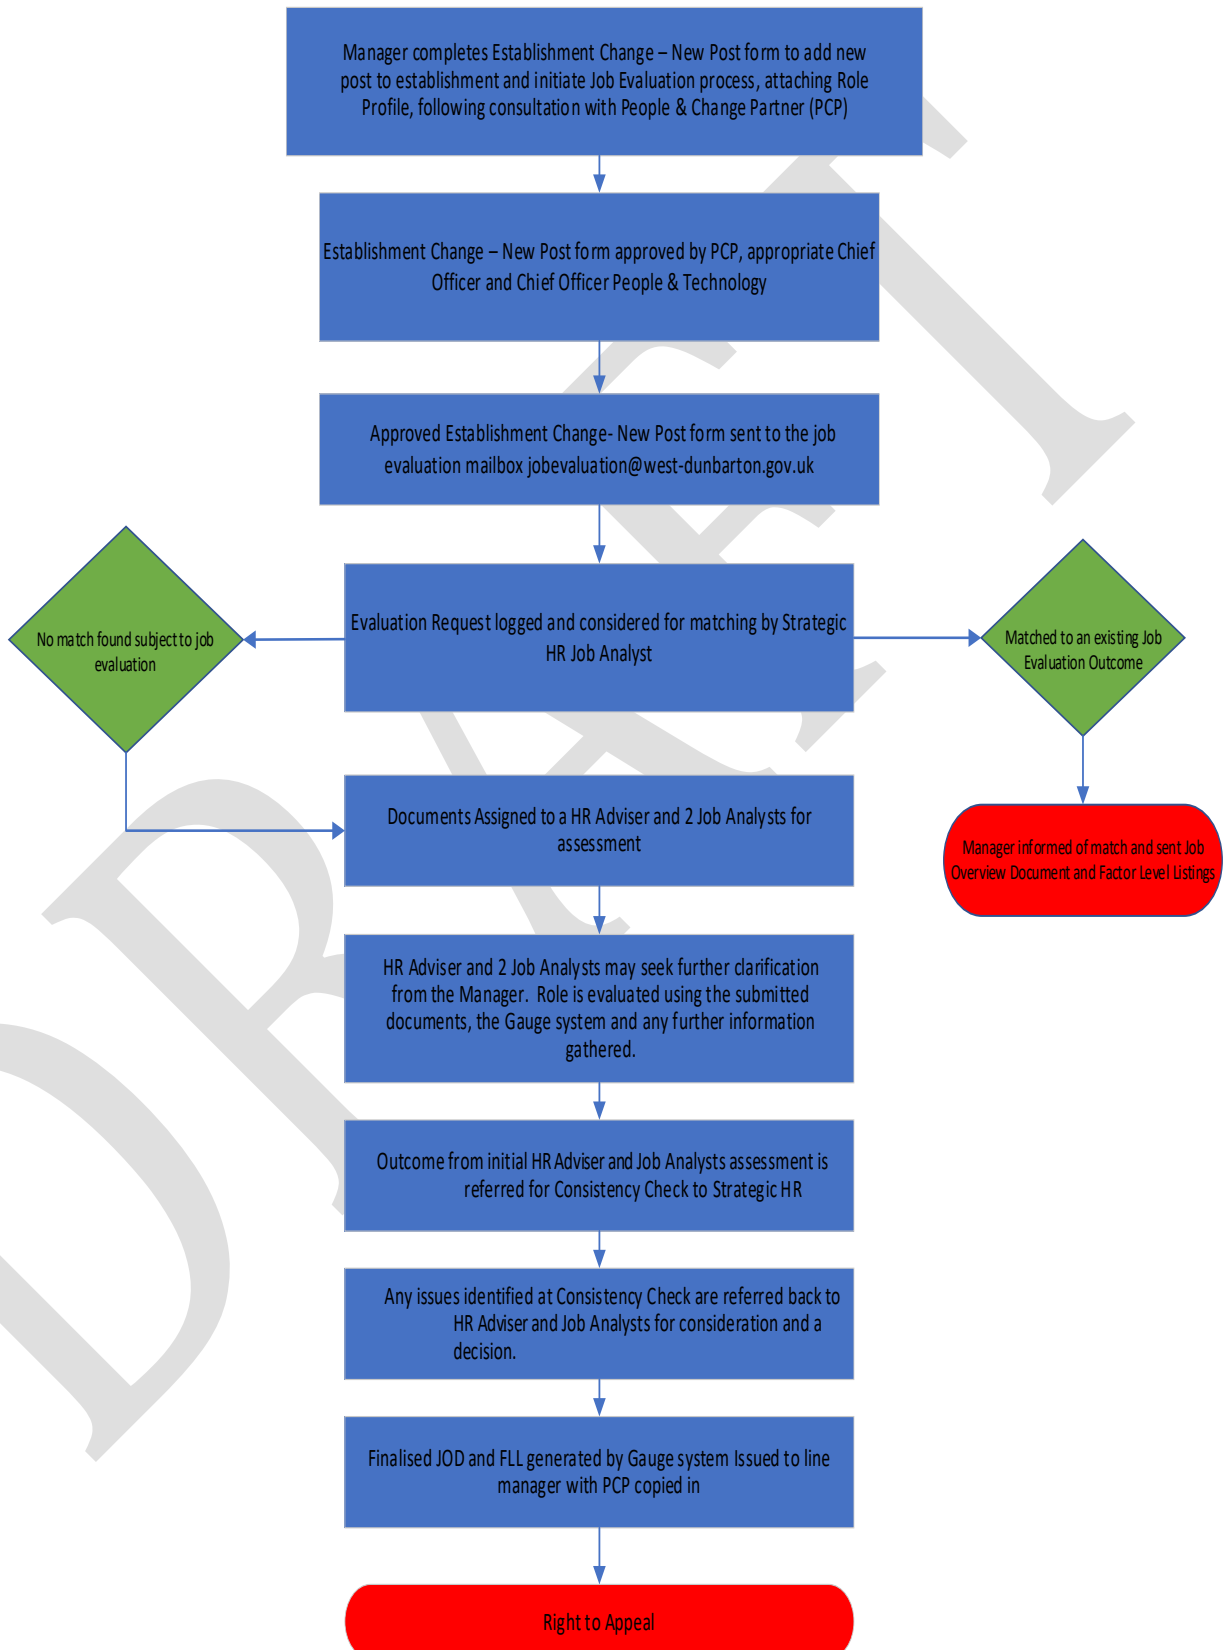 Manager completes Establishment Change – New Post form to add new
post to establishment and initiate Job Evaluation process, attaching Role
Profile, following consultation with People & Change Partner (PCP)
Establishment Change – New Post form approved by PCP, appropriate Chief
Officer and Chief Officer People & Technology
Approved Establishment Change- New Post form sent to the job
evaluation mailbox jobevaluation@west-dunbarton.gov.uk
Evaluation Request logged and considered for matching by Strategic
HR Job Analyst
No match found subject to job
evaluation
Matched to an existing Job
Evaluation Outcome
Documents Assigned to a HR Adviser and 2 Job Analysts for
assessment
Manager informed of match and sent Job
Overview Document and Factor Level Listings
HR Adviser and 2 Job Analysts may seek further clarification
from the Manager. Role is evaluated using the submitted
documents, the Gauge system and any further information
gathered.
Outcome from initial HR Adviser and Job Analysts assessment is
referred for Consistency Check to Strategic HR
Any issues identified at Consistency Check are referred back to
HR Adviser and Job Analysts for consideration and a
decision.
Finalised JOD and FLL generated by Gauge system Issued to line
manager with PCP copied in
Right to Appeal
DRAFT